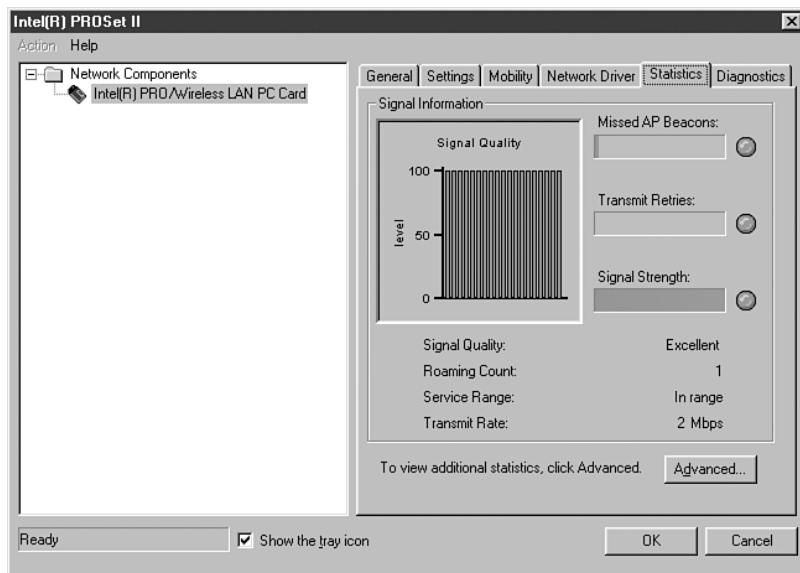 Intel(R) PROSet II
Action Help
Network Components
Intel(R) PRO/Wireless LAN PC Card
General Settings Mobility Network Driver Statistics Diagnostics
Signal Information
Signal Quality
100
50
0
level
Missed AP Beacons:
Transmit Retries:
Signal Strength:
Signal Quality: Excellent
Roaming Count: 1
Service Range: In range
Transmit Rate: 2 Mbps
To view additional statistics, click Advanced. Advanced...
Ready Show the tray icon OK Cancel